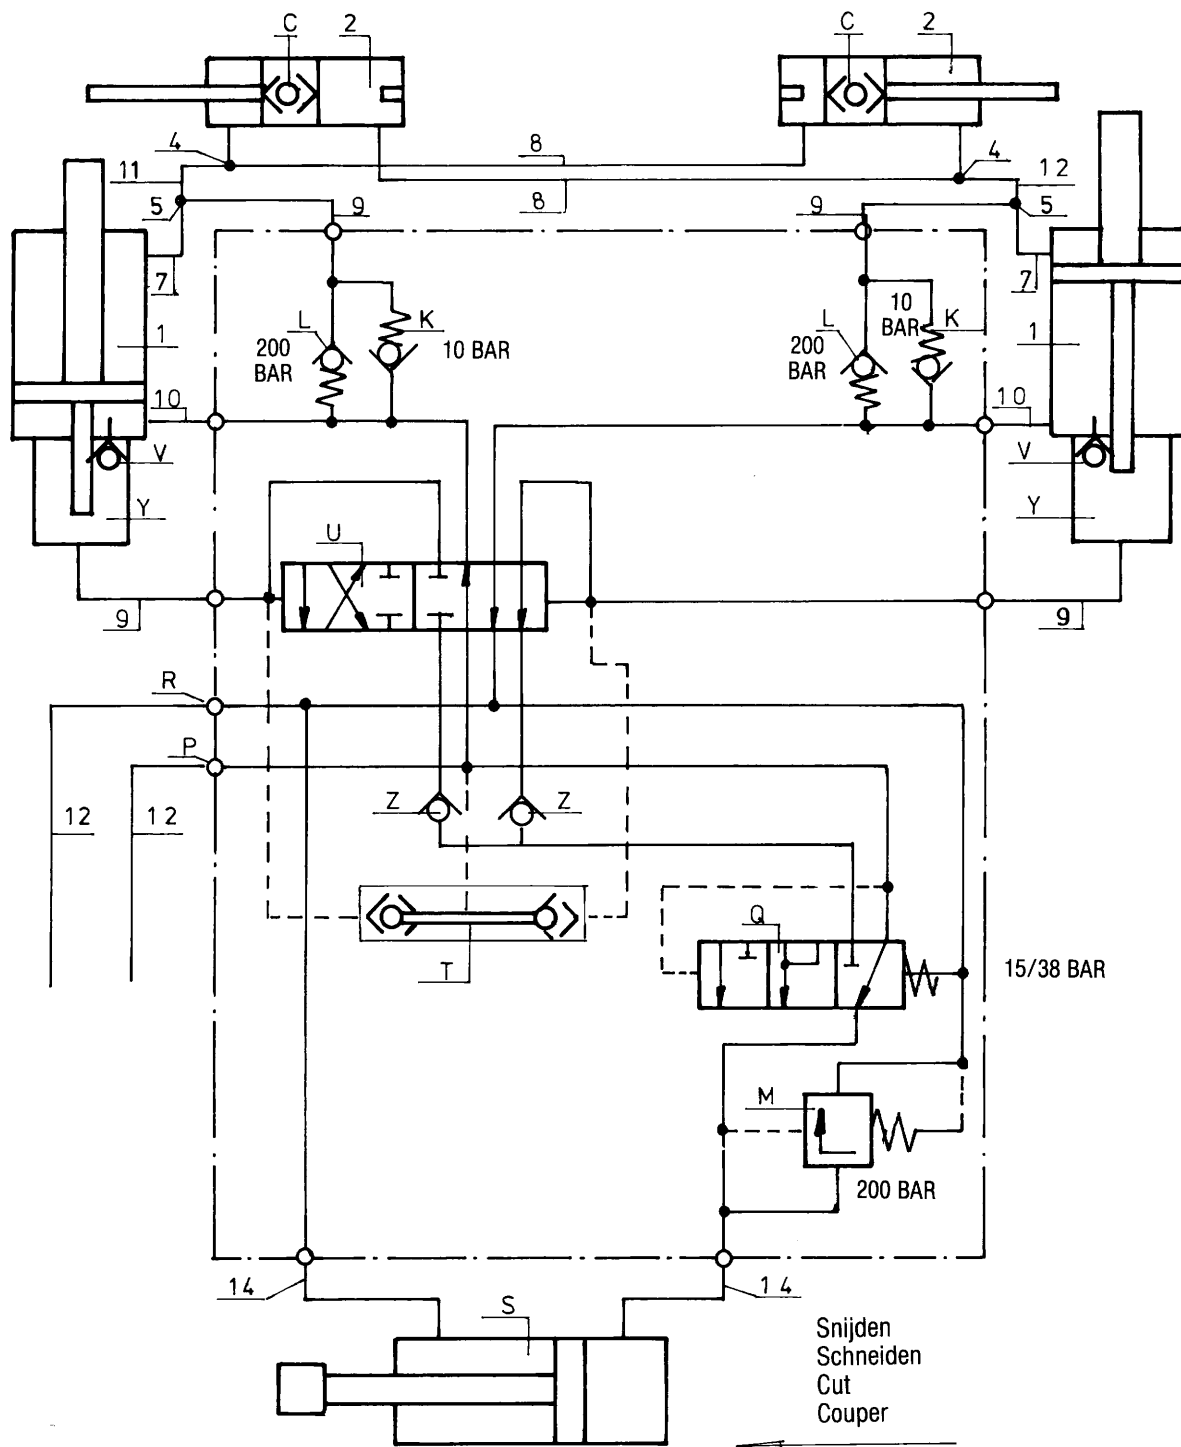 C 2 C 2
4 8 4
11 12
5 9 8 9 5
7 7
L K 10 K
200 10 BAR L BAR
BAR 200
BAR
1 1
10 10
V V
Y Y
U
9 9
R
P
12 12 Z Z
Q
T 15/38 BAR
M
200 BAR
14 14
S
Snijden
Schneiden
Cut
Couper